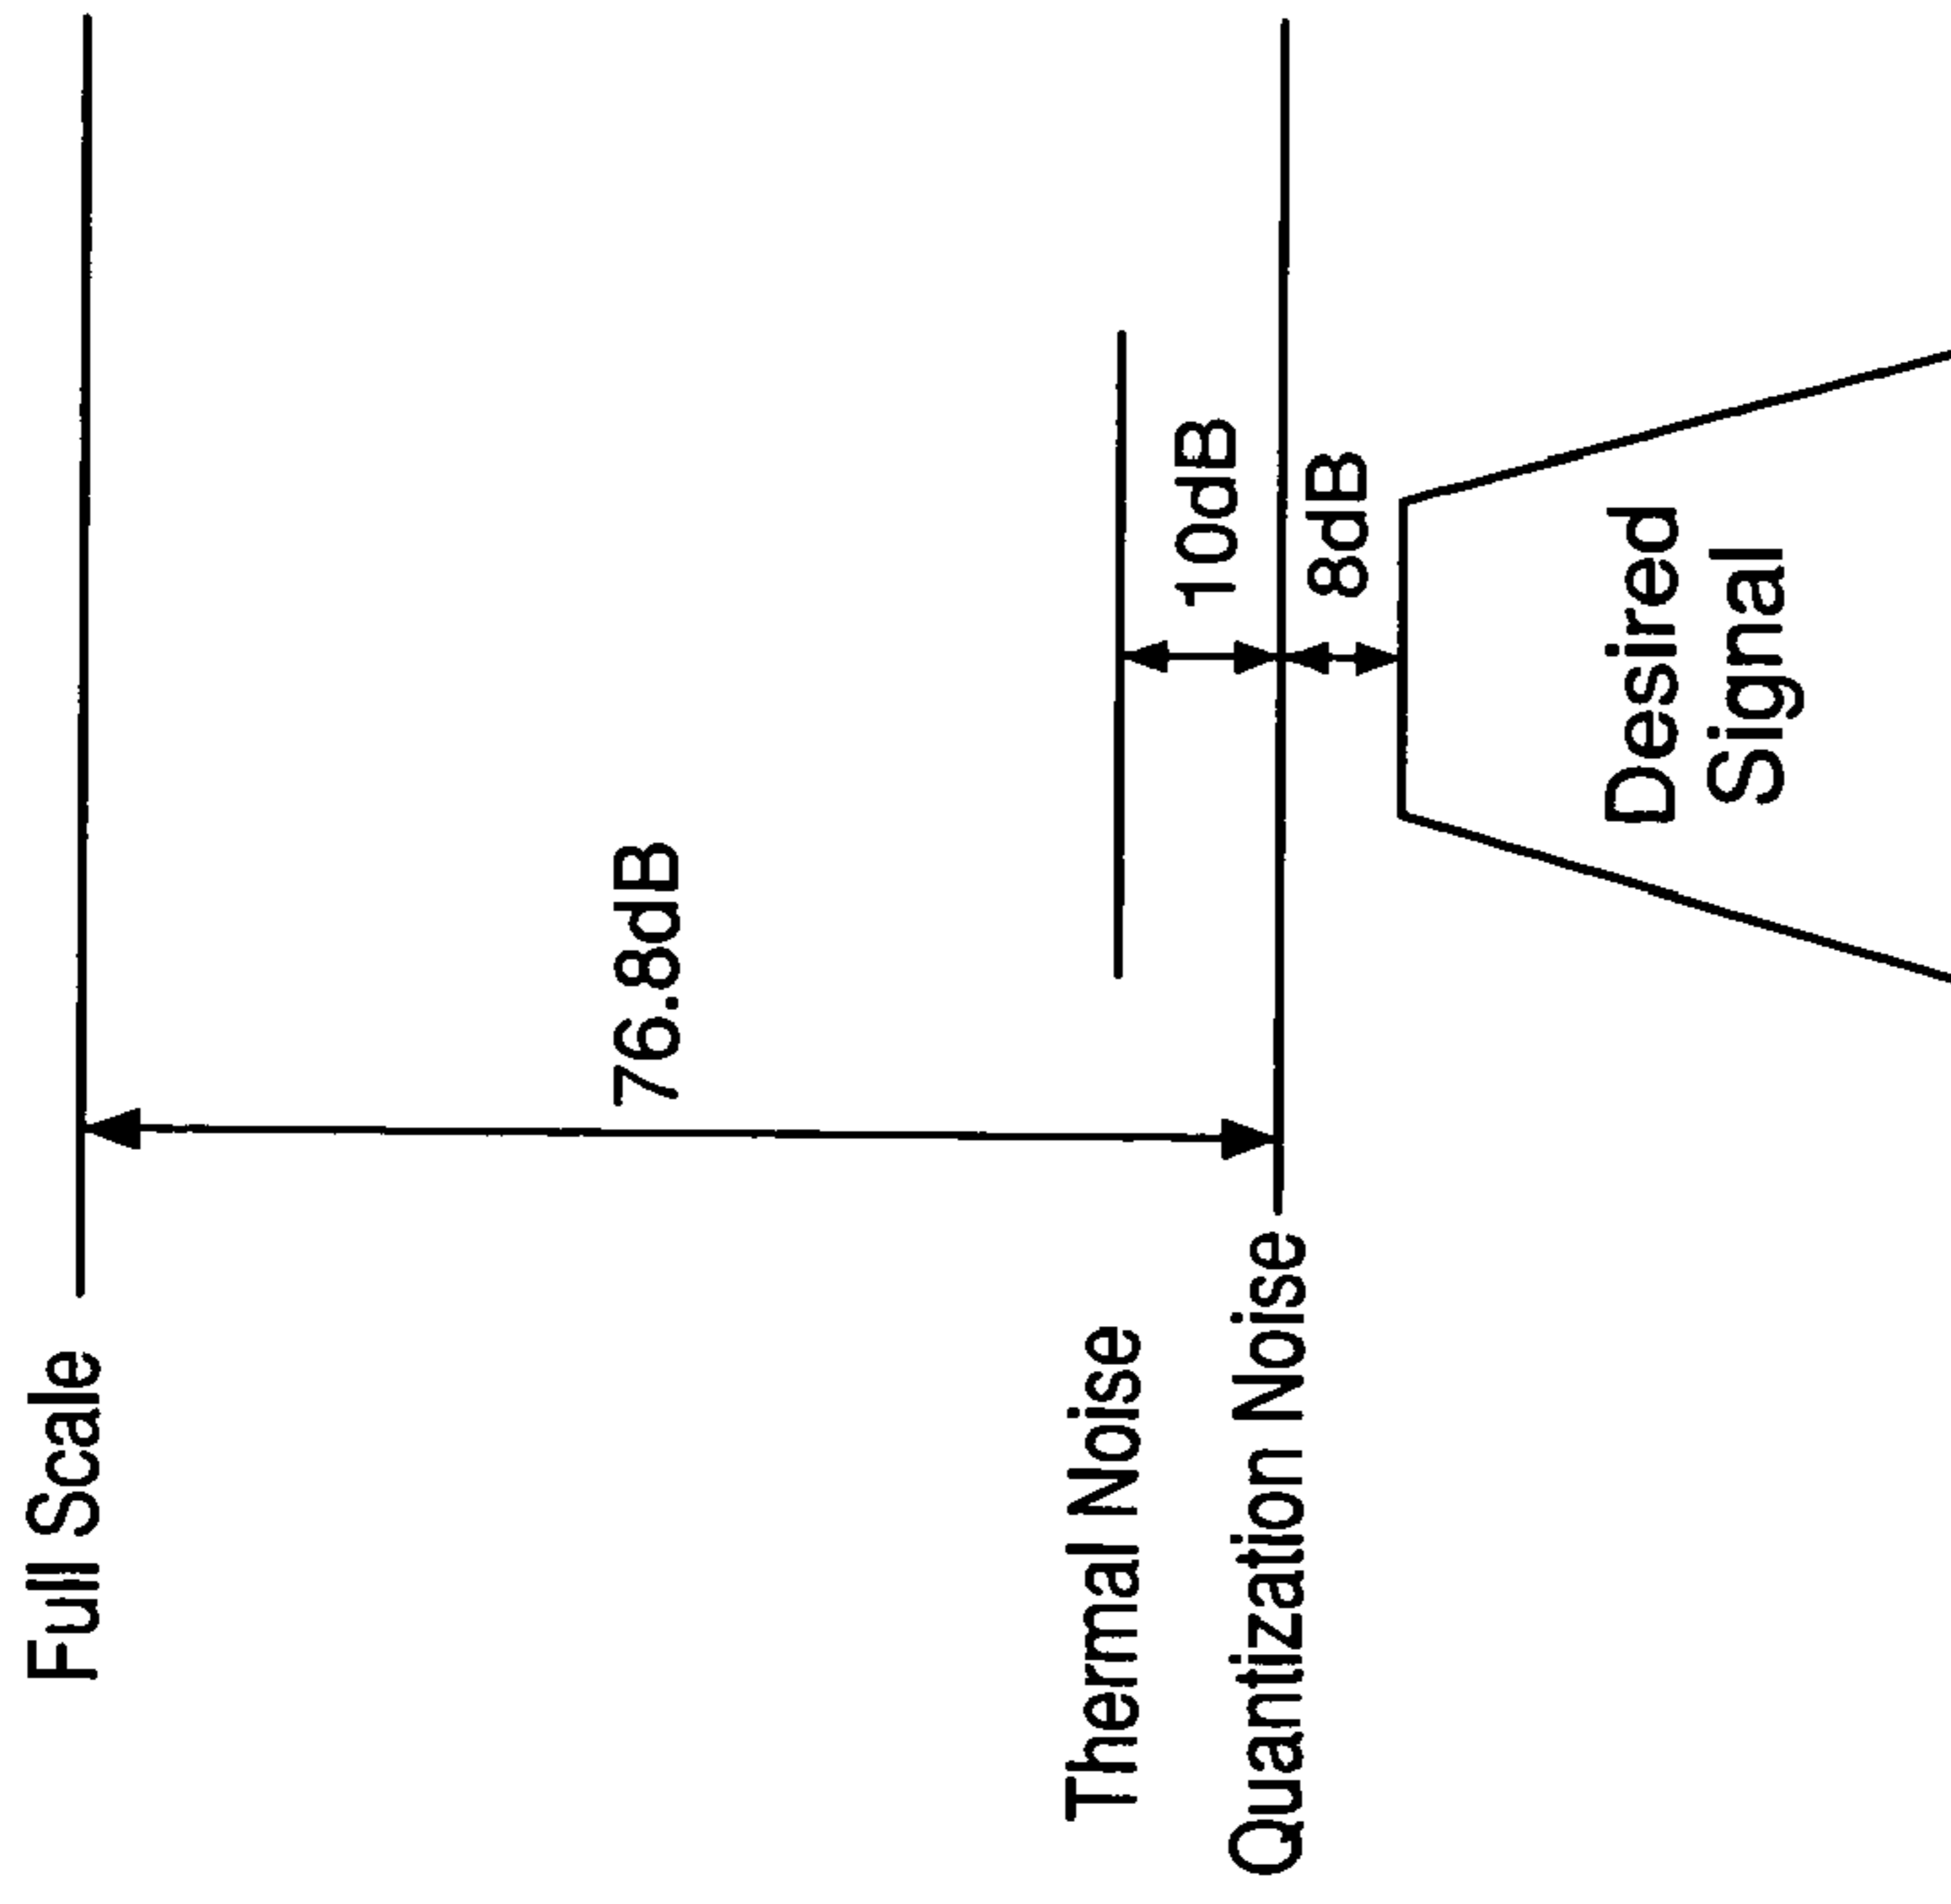 Full Scale
76.8dB
Thermal Noise
10dB
Quantization Noise
8dB
Desired
Signal